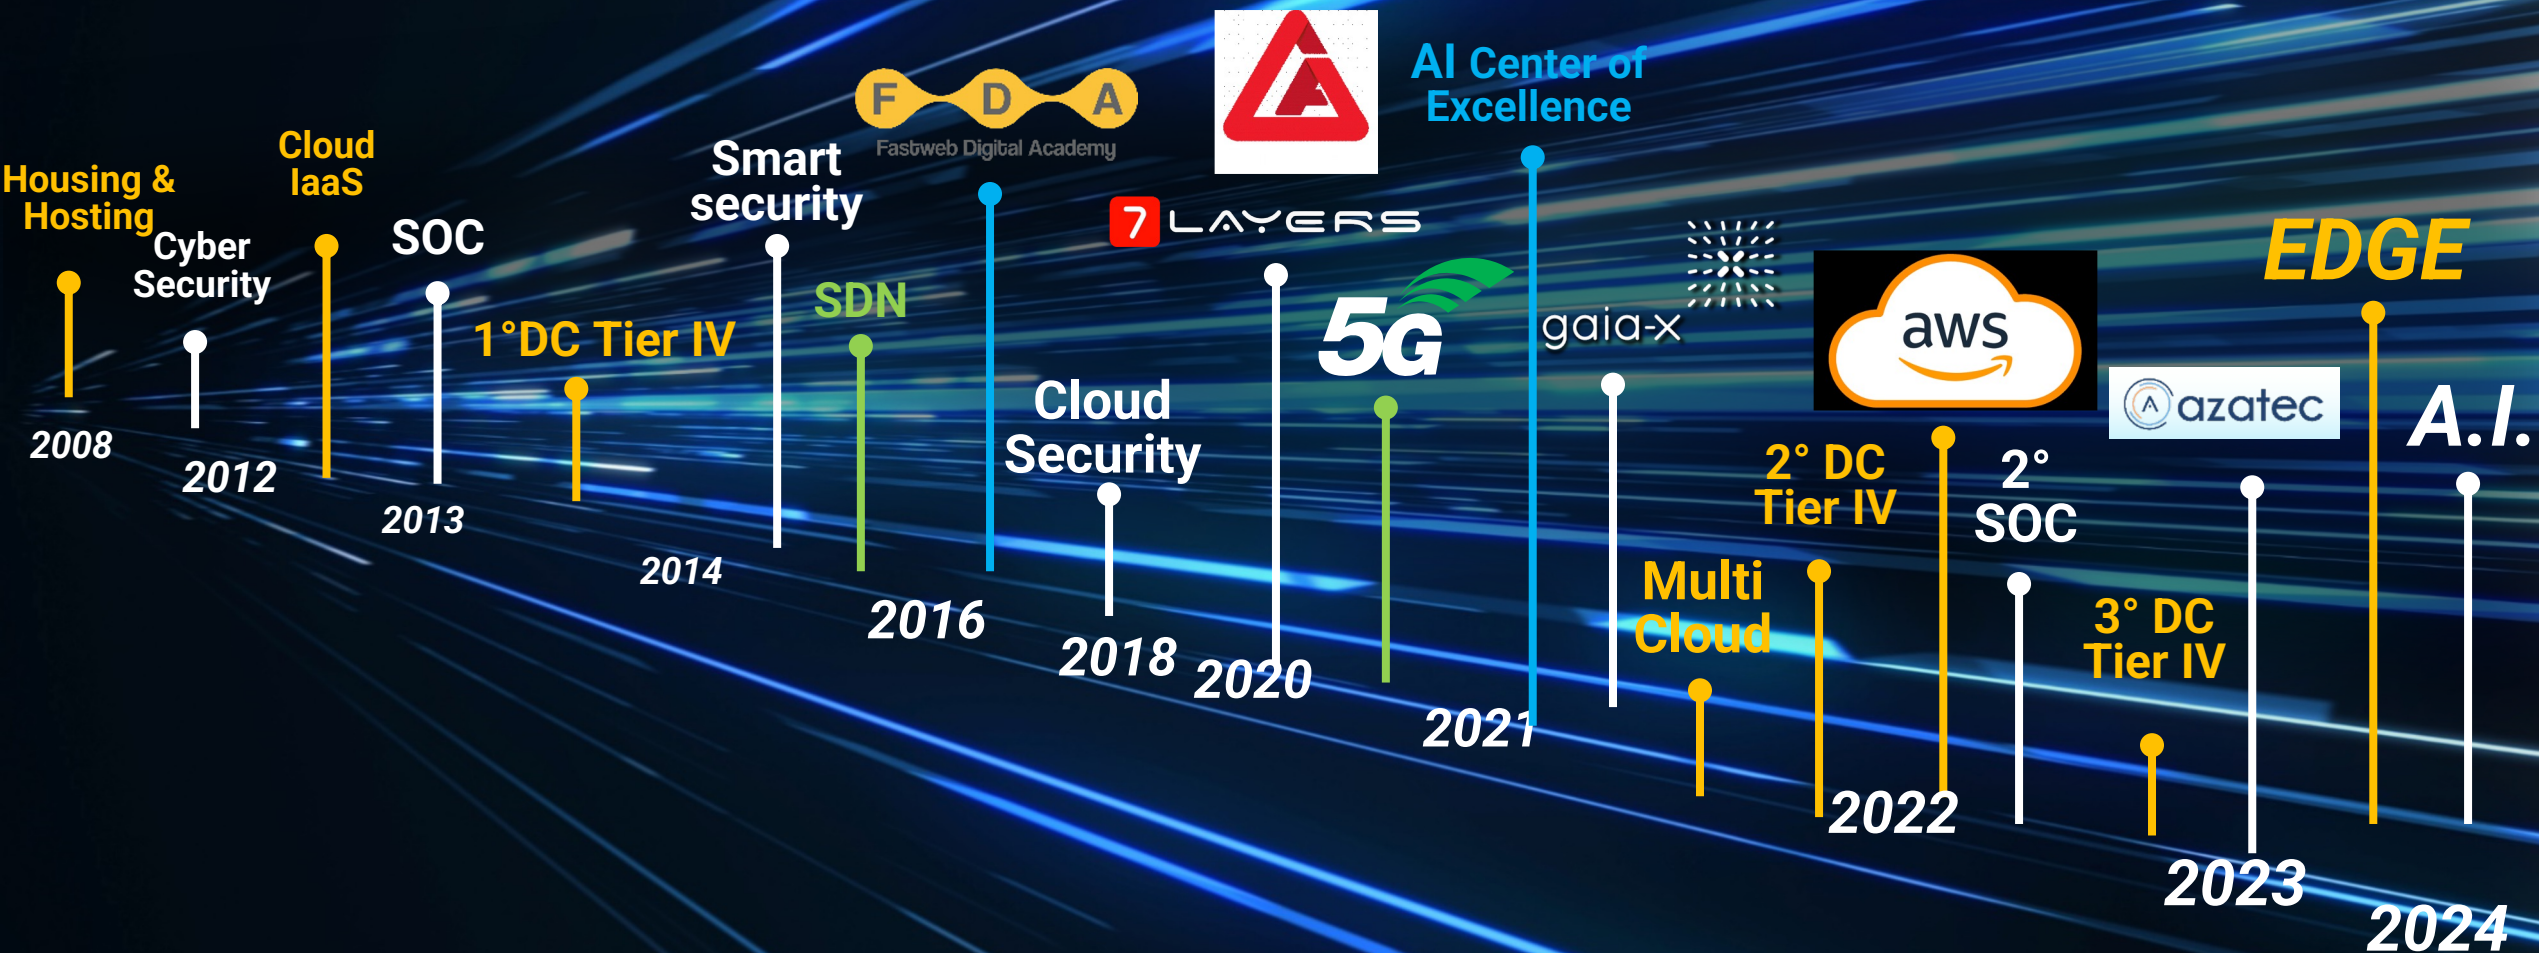 Housing &
Hosting
2008
Cyber
Security
2012
Cloud
IaaS
SOC
2013
1°DC Tier IV
2014
Smart
security
SDN
2016
F D A
Fastweb Digital Academy
Cloud
Security
2018
7 LAYERS
2020
5G
AI Center of
Excellence
2021
gaia-x
Multi
Cloud
2° DC
Tier IV
aws
2022
2°
SOC
3° DC
Tier IV
azatec
2023
EDGE
A.I.
2024